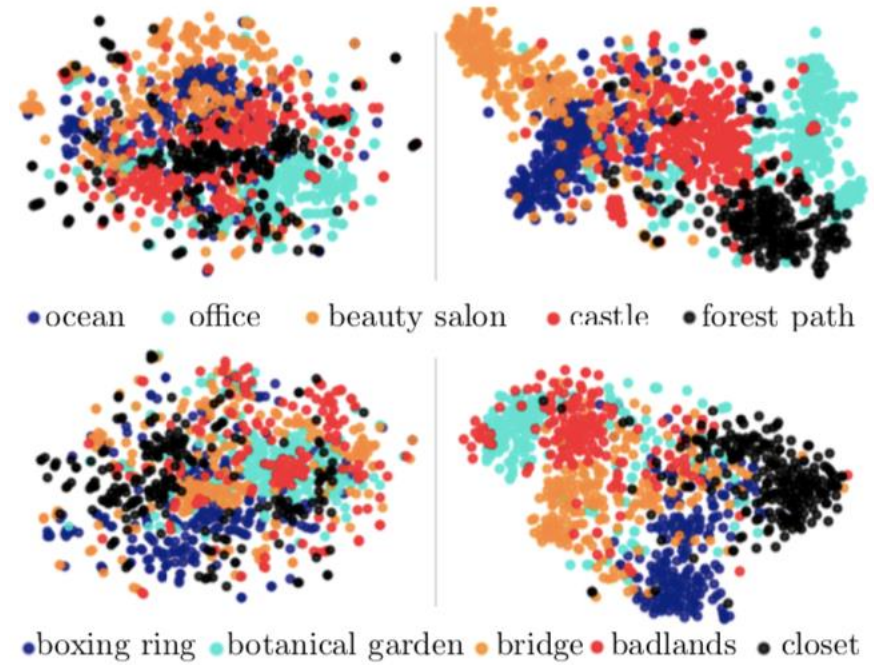 ocean office beauty salon castle forest path
boxing ring botanical garden bridge badlands closet